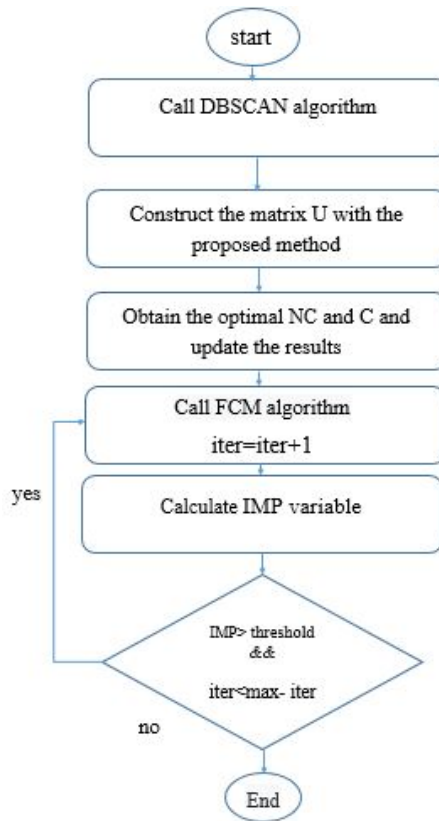 start
Call DBSCAN algorithm
Construct the matrix U with the
proposed method
Obtain the optimal NC and C and
update the results
Call FCM algorithm
iter=iter+1
yes
Calculate IMP variable
IMP> threshold
&&
iter<max- iter
no
End